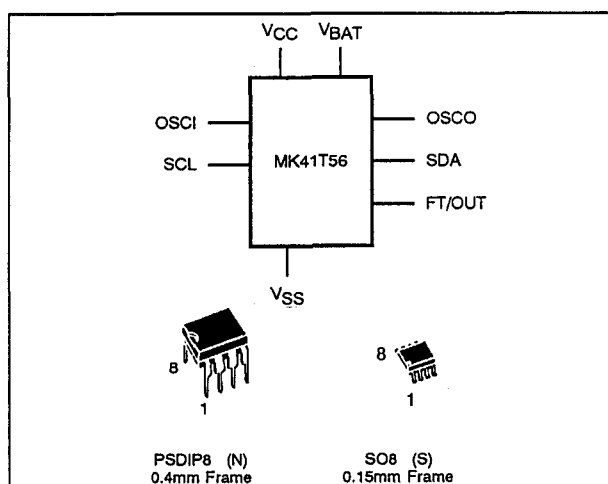 VCC VBAT
OSCI OSCO
SCL MK41T56 SDA
FT/OUT
VSS
8 8
1 1
PSDIP8 (N) SO8 (S)
0.4mm Frame 0.15mm Frame